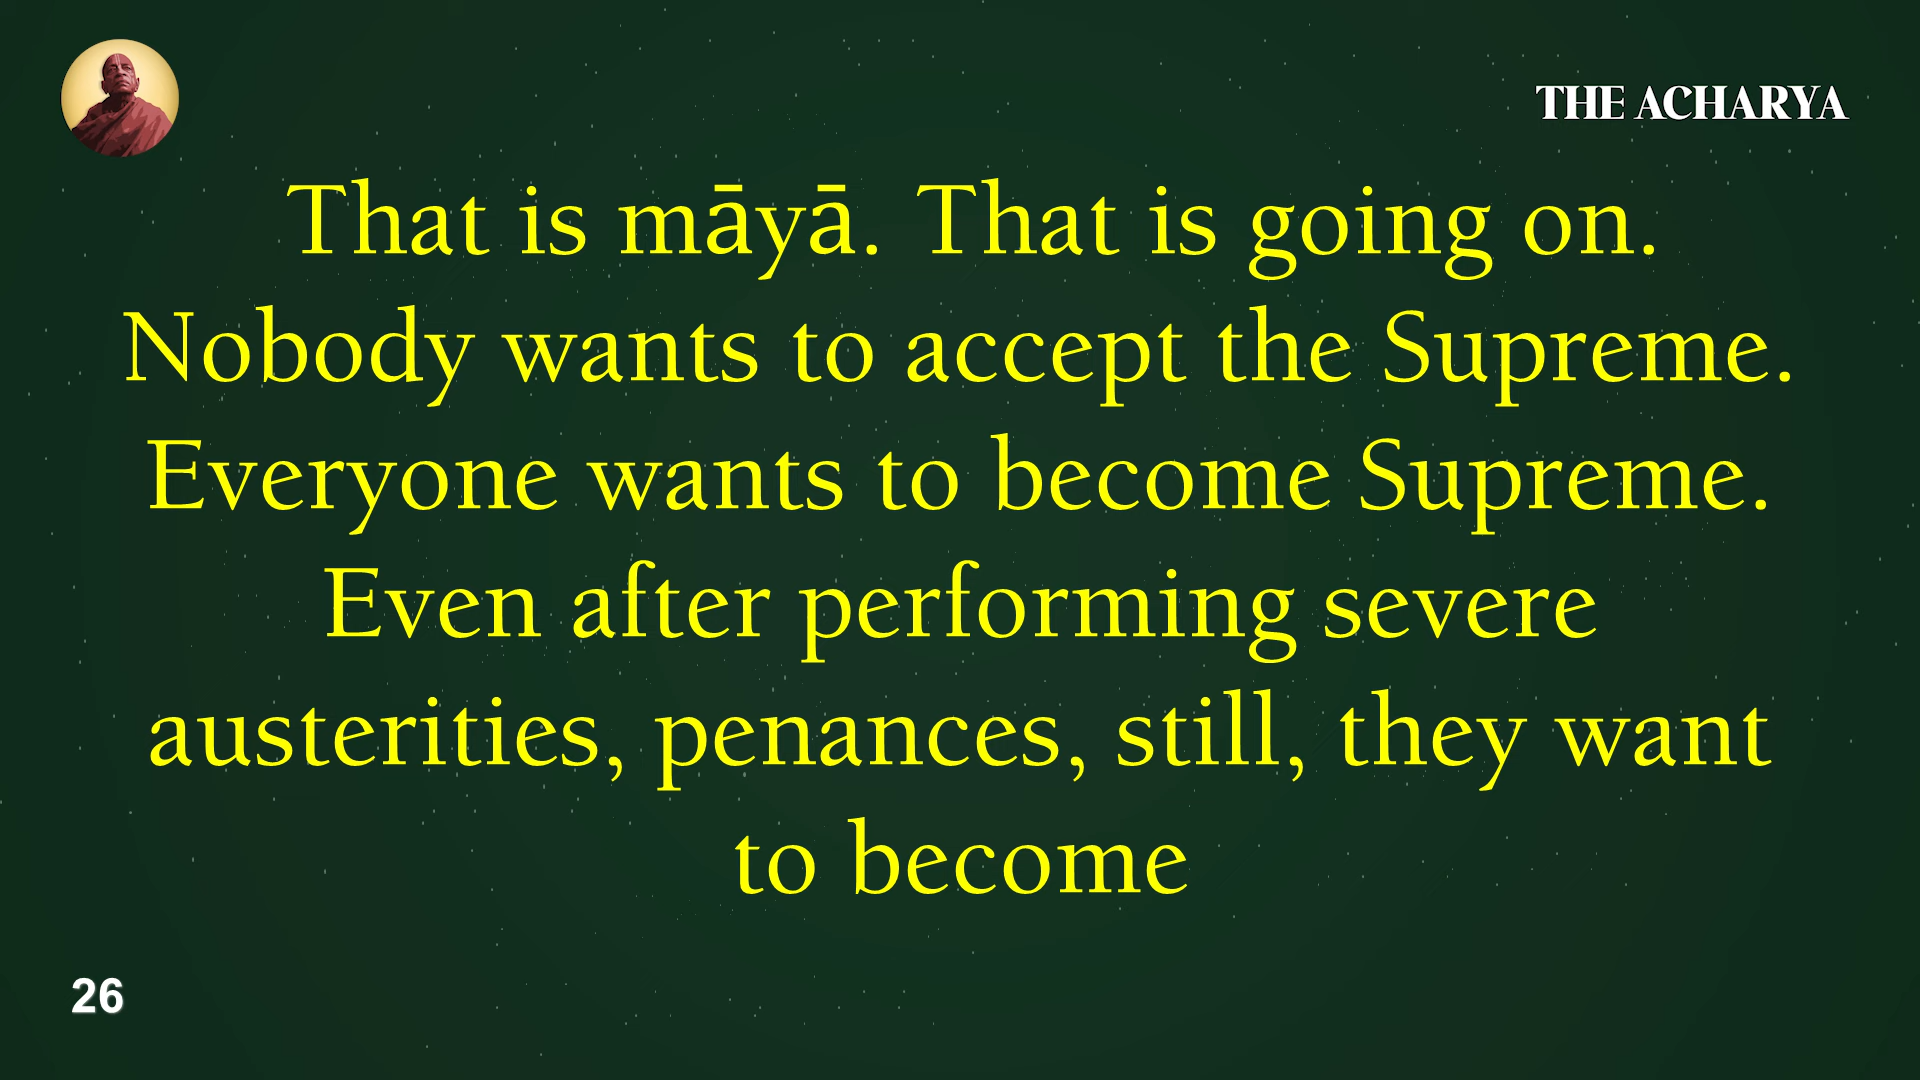 THE ACHARYA
That is māyā. That is going on.
Nobody wants to accept the Supreme.
Everyone wants to become Supreme.
Even after performing severe
austerities, penances, still, they want
to become
26